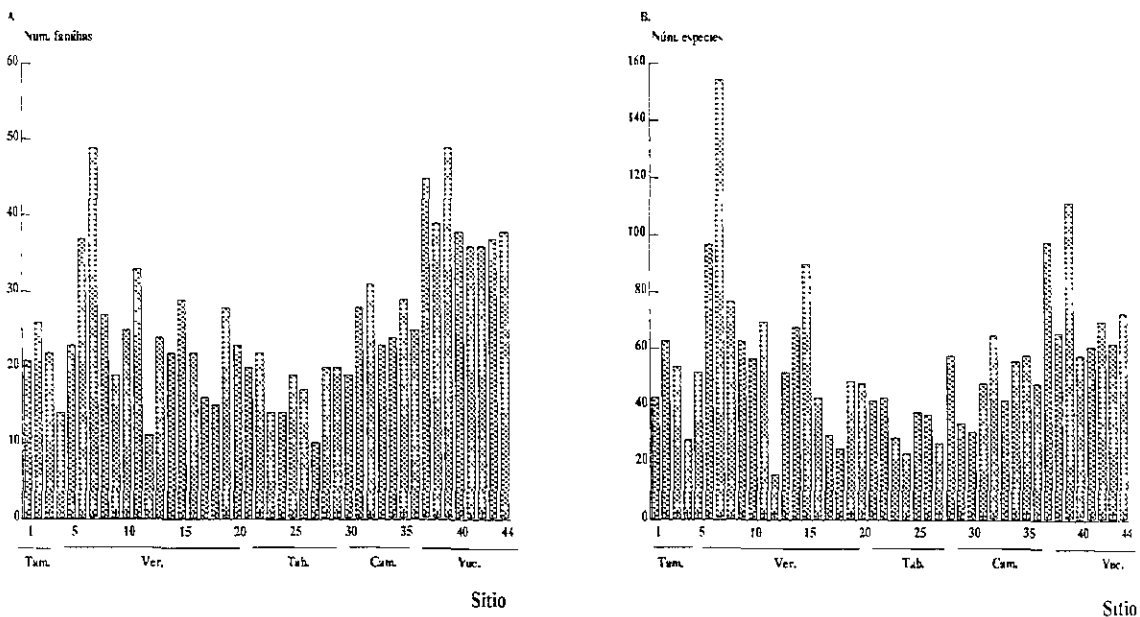 A.
Num. familias
60
50
40
30
20
10
0
1 5 10 15 20 25 30 35 40 44
Tam. Ver. Tab. Cam. Yuc.
Sitio
B.
Núm. especies
160
140
120
100
80
60
40
20
0
1 5 10 15 20 25 30 35 40 44
Tam. Ver. Tab. Cam. Yuc.
Sitio